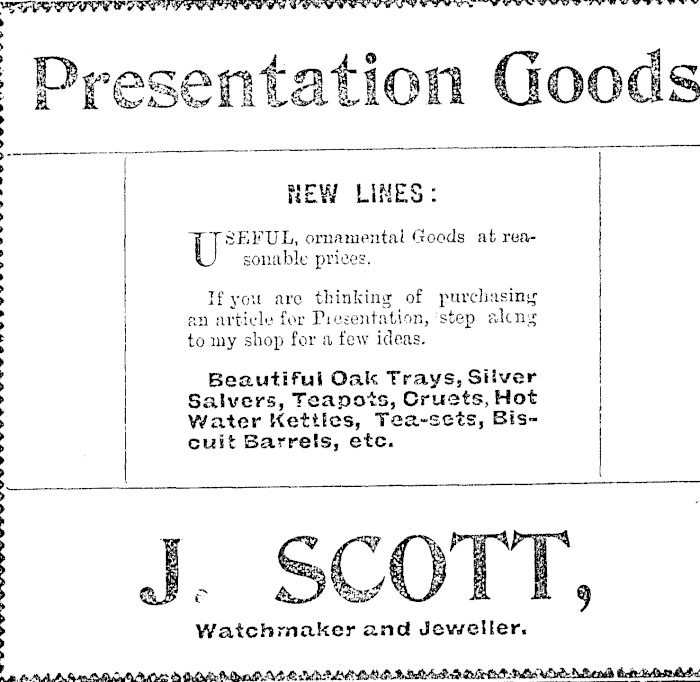 Presentation Goods
NEW LINES:
USEFUL, ornamental Goods at rea-
sonable prices.
If you are thinking of purchasing
an article for Presentation, step along
to my shop for a few ideas.
Beautiful Oak Trays, Silver
Salvers, Teapots, Cruets, Hot
Water Kettles, Tea-sets, Bis-
cuit Barrels, etc.
J. SCOTT,
Watchmaker and Jeweller.